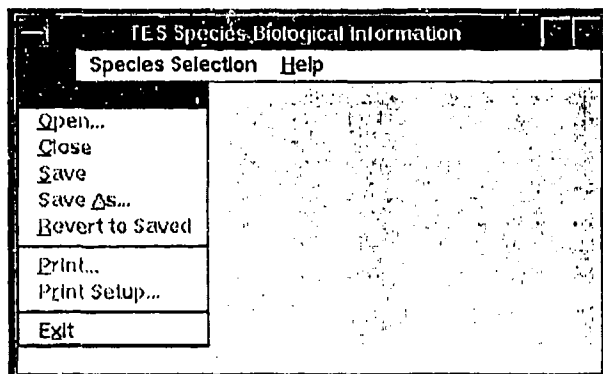 TES Species Biological Information
Species Selection Help
Open...
Close
Save
Save As...
Revert to Saved
Print...
Print Setup...
Exit